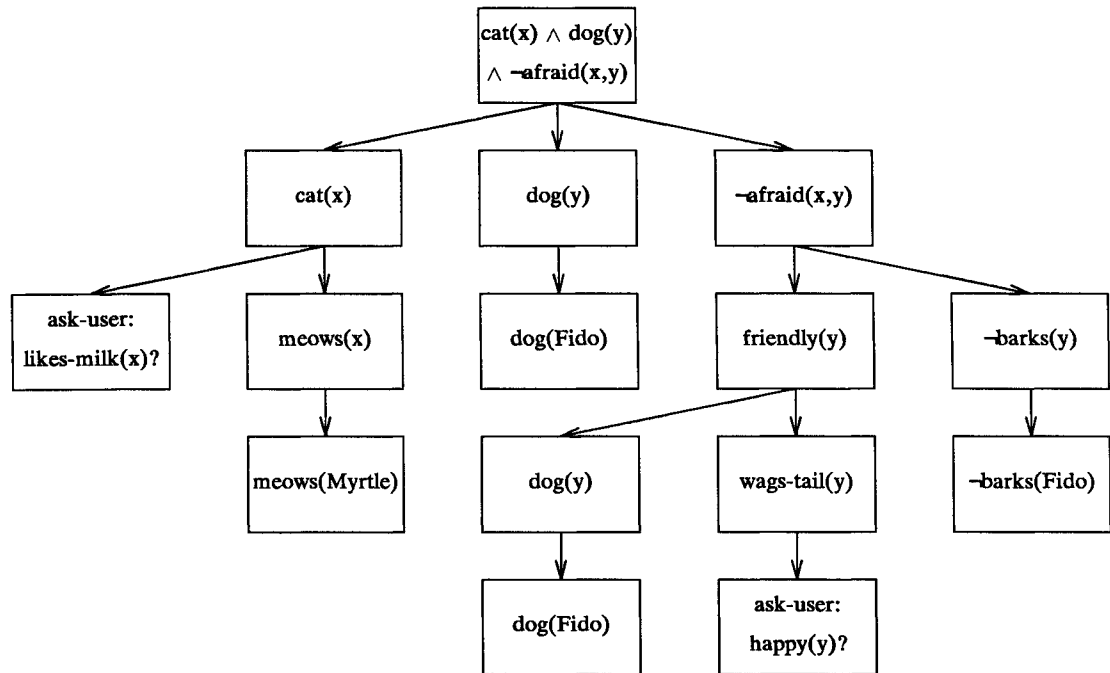 cat(x) ∧ dog(y)
∧ ¬afraid(x,y)
cat(x)
dog(y)
¬afraid(x,y)
ask-user:
likes-milk(x)?
meows(x)
dog(Fido)
friendly(y)
¬barks(y)
meows(Myrtle)
dog(y)
wags-tail(y)
¬barks(Fido)
dog(Fido)
ask-user:
happy(y)?